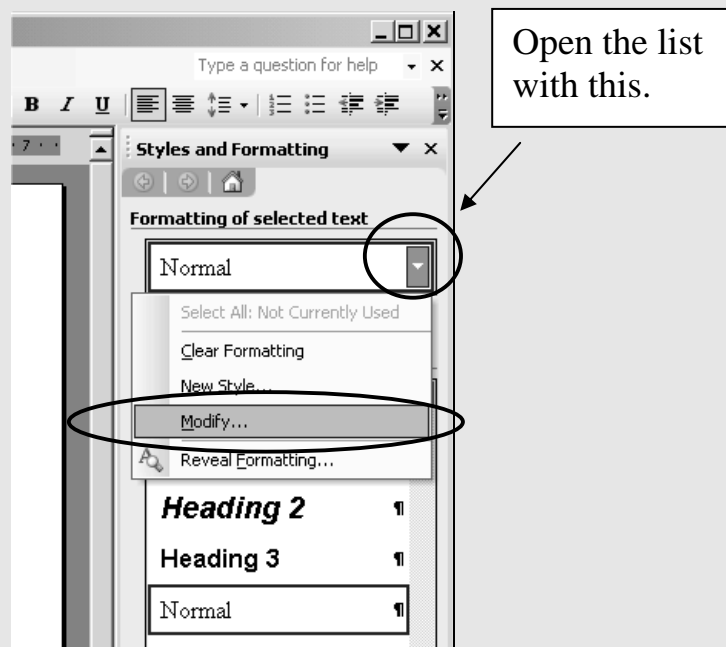 Open the list
with this.
Type a question for help
B I U
7
Styles and Formatting
Formatting of selected text
Normal
Select All: Not Currently Used
Clear Formatting
New Style...
Modify...
Reveal Formatting...
Heading 2 ¶
Heading 3 ¶
Normal ¶